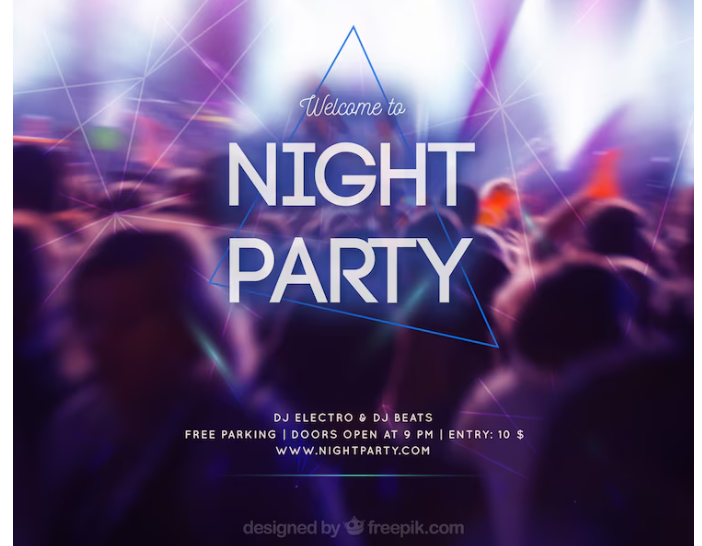 Welcome to
NIGHT
PARTY
DJ ELECTRO & DJ BEATS
FREE PARKING | DOORS OPEN AT 9 PM | ENTRY: 10 $
WWW.NIGHTPARTY.COM
designed by freepik.com